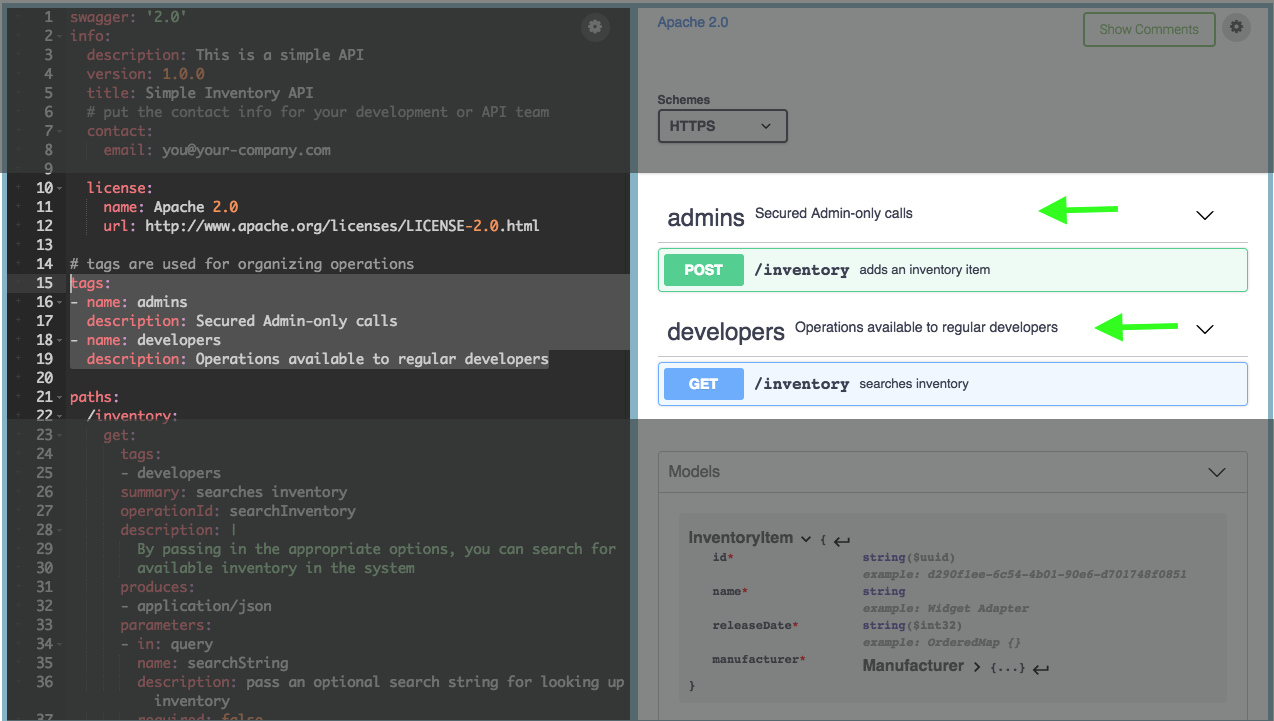 1 swagger: '2.0'
2 info:
3 description: This is a simple API
4 version: 1.0.0
5 title: Simple Inventory API
6 # put the contact info for your development or API team
7 contact:
8 email: you@your-company.com
9
10 license:
11 name: Apache 2.0
12 url: http://www.apache.org/licenses/LICENSE-2.0.html
13
14 # tags are used for organizing operations
15 tags:
16 - name: admins
17 description: Secured Admin-only calls
18 - name: developers
19 description: Operations available to regular developers
20
21 paths:
22 /inventory:
23 get:
24 tags:
25 - developers
26 summary: searches inventory
27 operationId: searchInventory
28 description: |
29 By passing in the appropriate options, you can search for
30 available inventory in the system
31 produces:
32 - application/json
33 parameters:
34 - in: query
35 name: searchString
36 description: pass an optional search string for looking up
inventory
37 required: false
Apache 2.0
Show Comments
Schemes
HTTPS
admins Secured Admin-only calls
POST /inventory adds an inventory item
developers Operations available to regular developers
GET /inventory searches inventory
Models
InventoryItem {
id* string($uuid)
example: d290f1ee-6c54-4b01-90e6-d701748f0851
name* string
example: Widget Adapter
releaseDate* string($int32)
example: OrderedMap {}
manufacturer* Manufacturer {...}
}